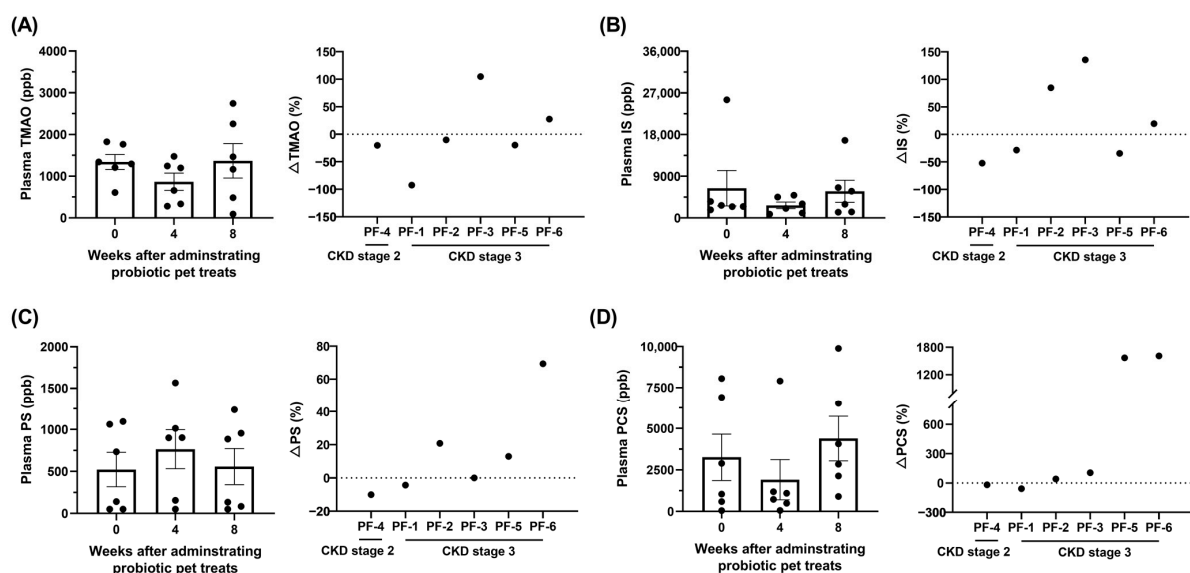 (A)
Plasma TMAO (ppb)
4000
3000
2000
1000
0
0 4 8
Weeks after adminstrating
probiotic pet treats
△TMAO (%)
150
100
50
0
−50
−100
−150
PF-4 PF-1 PF-2 PF-3 PF-5 PF-6
CKD stage 2 CKD stage 3
(B)
Plasma IS (ppb)
36,000
27,000
18,000
9000
0
0 4 8
Weeks after adminstrating
probiotic pet treats
△IS (%)
150
100
50
0
−50
−100
−150
PF-4 PF-1 PF-2 PF-3 PF-5 PF-6
CKD stage 2 CKD stage 3
(C)
Plasma PS (ppb)
2000
1500
1000
500
0
0 4 8
Weeks after adminstrating
probiotic pet treats
△PS (%)
80
60
40
20
0
−20
PF-4 PF-1 PF-2 PF-3 PF-5 PF-6
CKD stage 2 CKD stage 3
(D)
Plasma PCS (ppb)
10,000
7500
5000
2500
0
0 4 8
Weeks after adminstrating
probiotic pet treats
△PCS (%)
1800
1500
600
300
0
−300
PF-4 PF-1 PF-2 PF-3 PF-5 PF-6
CKD stage 2 CKD stage 3